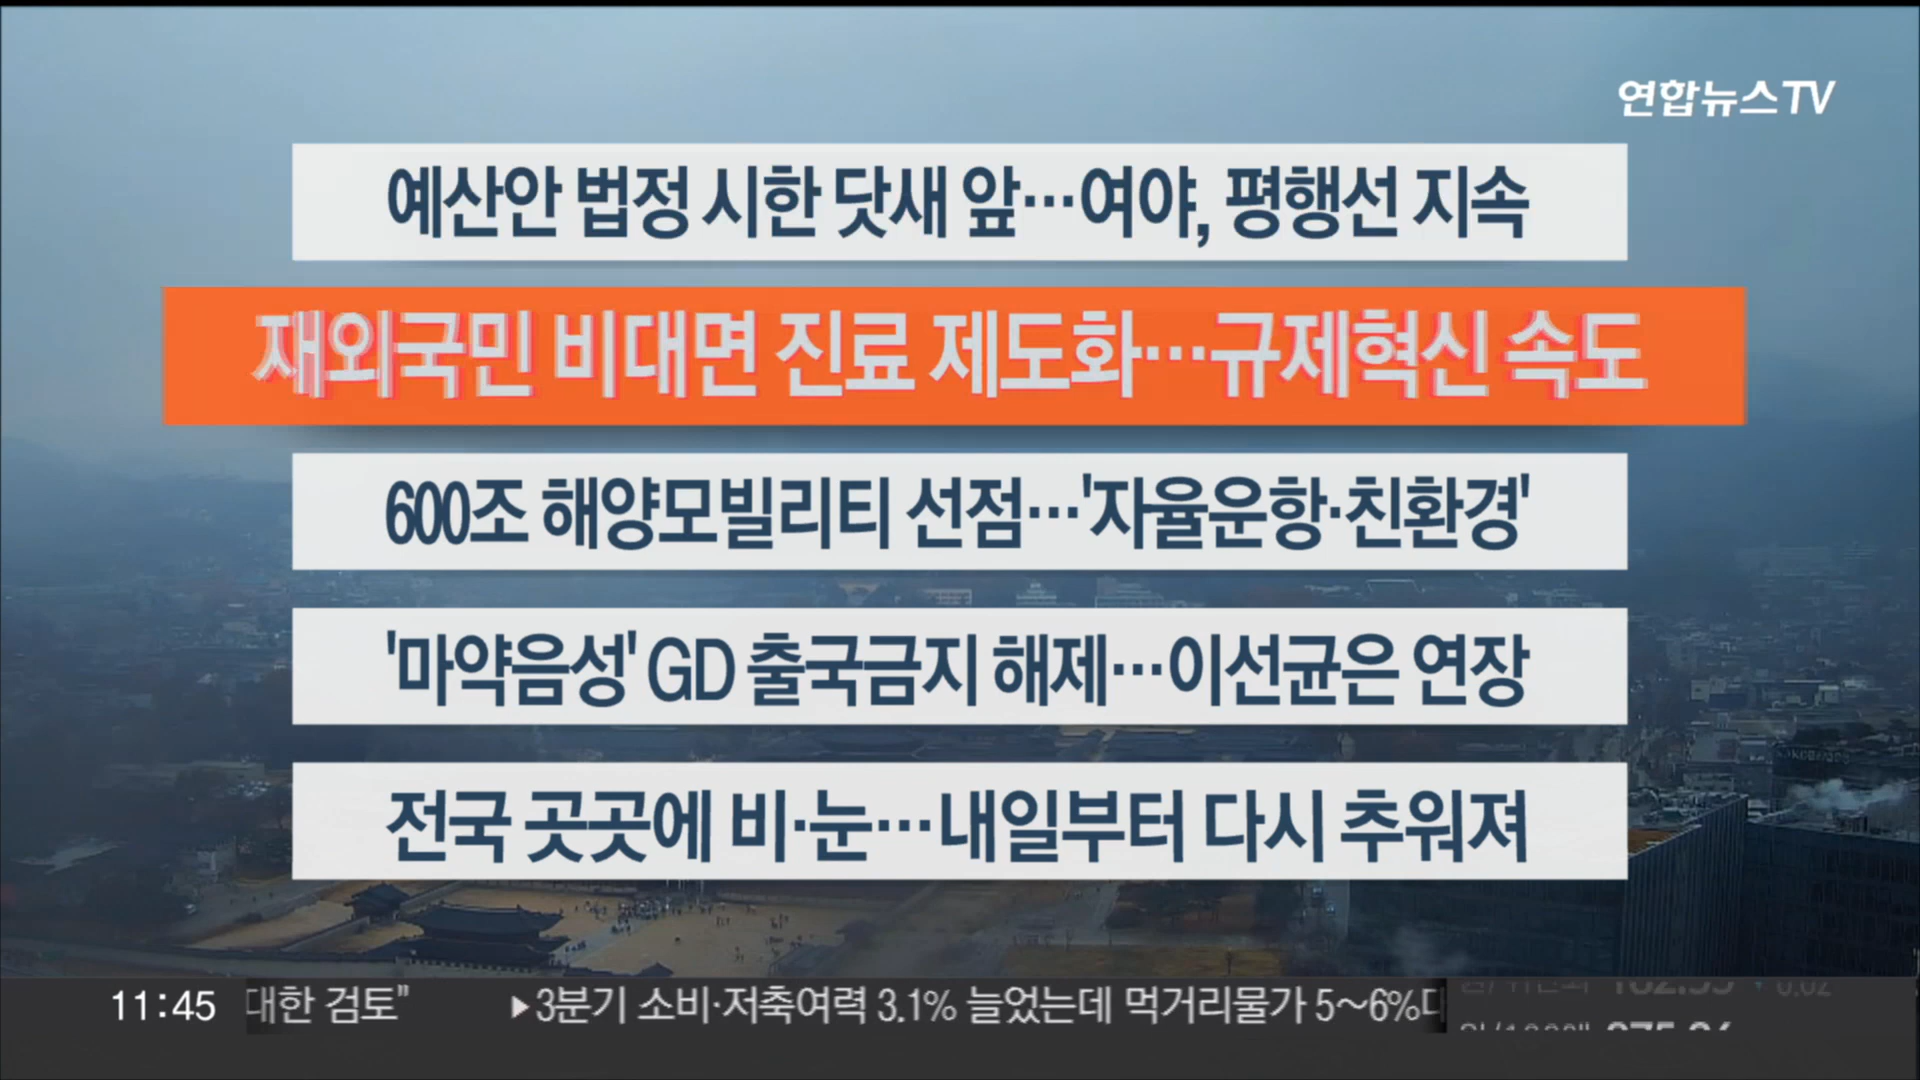 연합뉴스TV
예산안 법정 시한 닷새 앞…여야, 평행선 지속
재외국민 비대면 진료 제도화…규제혁신 속도
600조 해양모빌리티 선점…'자율운항·친환경'
'마약음성' GD 출국금지 해제…이선균은 연장
전국 곳곳에 비·눈…내일부터 다시 추워져
11:45 대한 검토” ▶3분기 소비·저축여력 3.1% 늘었는데 먹거리물가 5~6%대